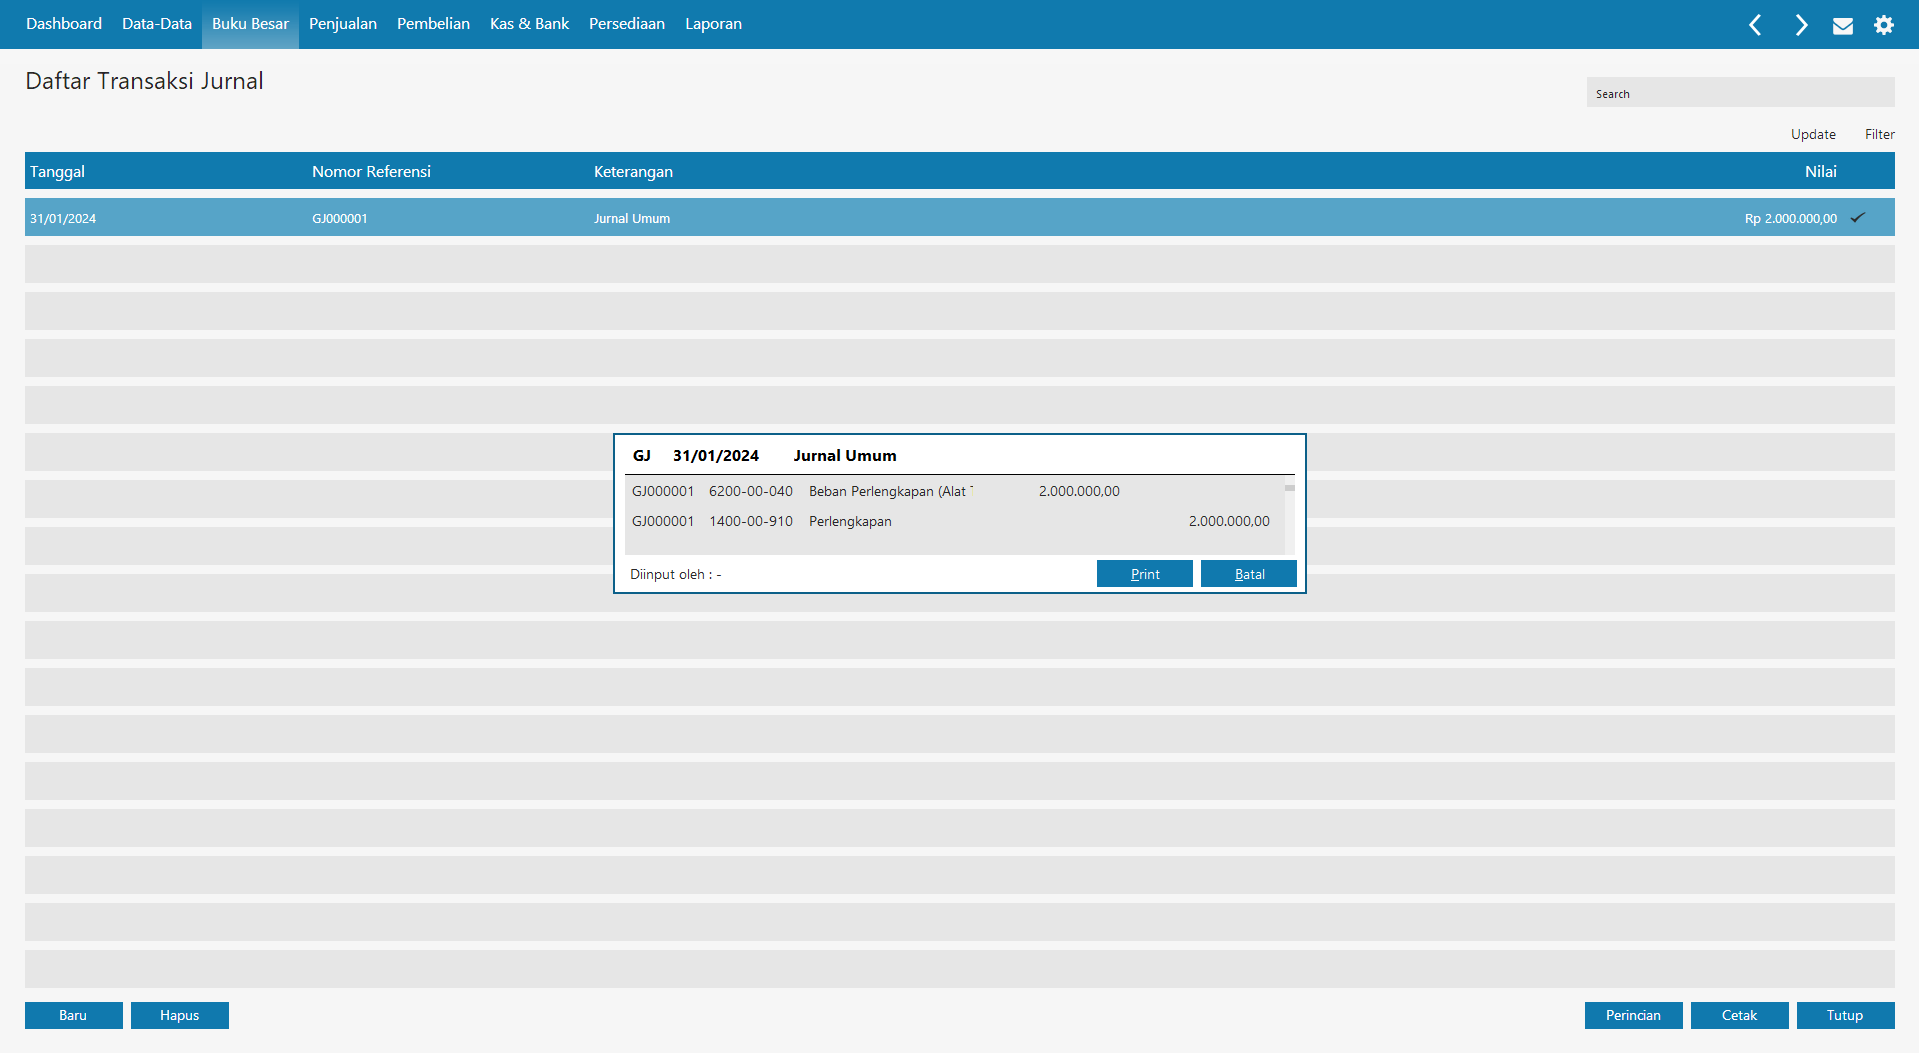 Dashboard Data-Data Buku Besar Penjualan Pembelian Kas & Bank Persediaan Laporan
Daftar Transaksi Jurnal
Search
Update Filter
Tanggal Nomor Referensi Keterangan Nilai
31/01/2024 GJ000001 Jurnal Umum Rp 2.000.000,00
GJ 31/01/2024 Jurnal Umum
GJ000001 6200-00-040 Beban Perlengkapan (Alat 2.000.000,00
GJ000001 1400-00-910 Perlengkapan 2.000.000,00
Diinput oleh : - Print Batal
Baru Hapus Perincian Cetak Tutup